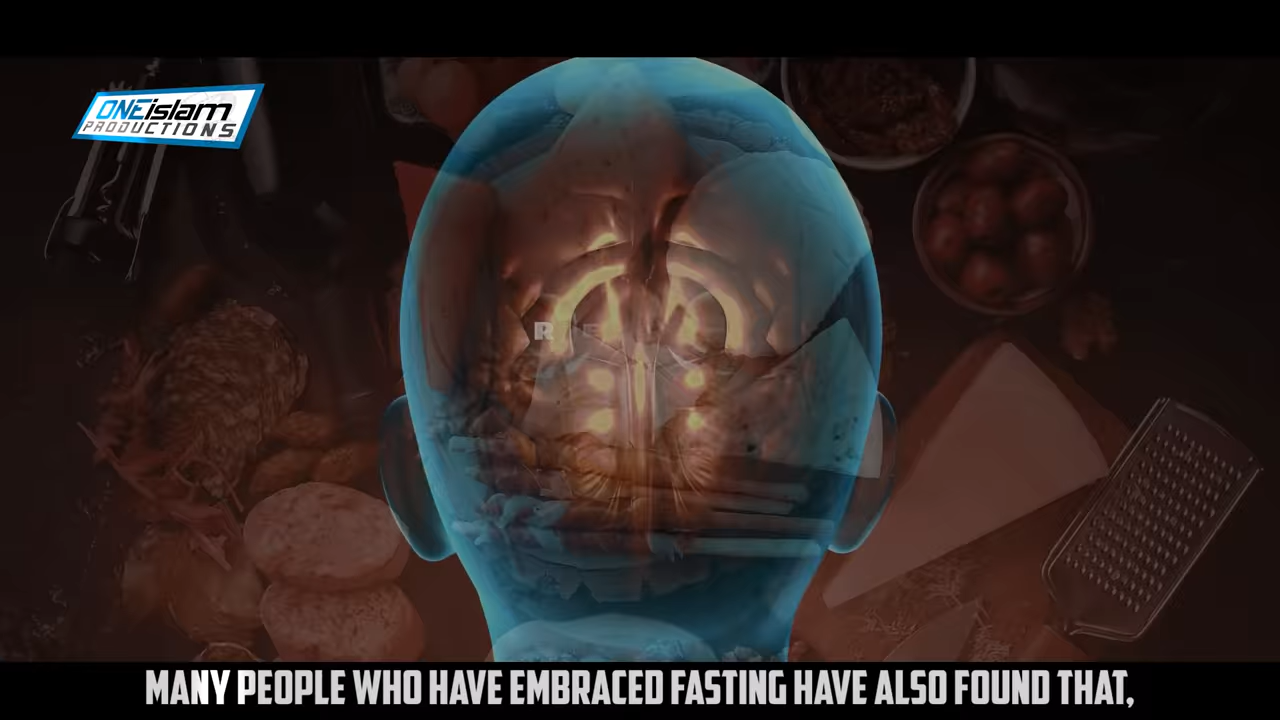 ONEislam
PRODUCTIONS
R
MANY PEOPLE WHO HAVE EMBRACED FASTING HAVE ALSO FOUND THAT,